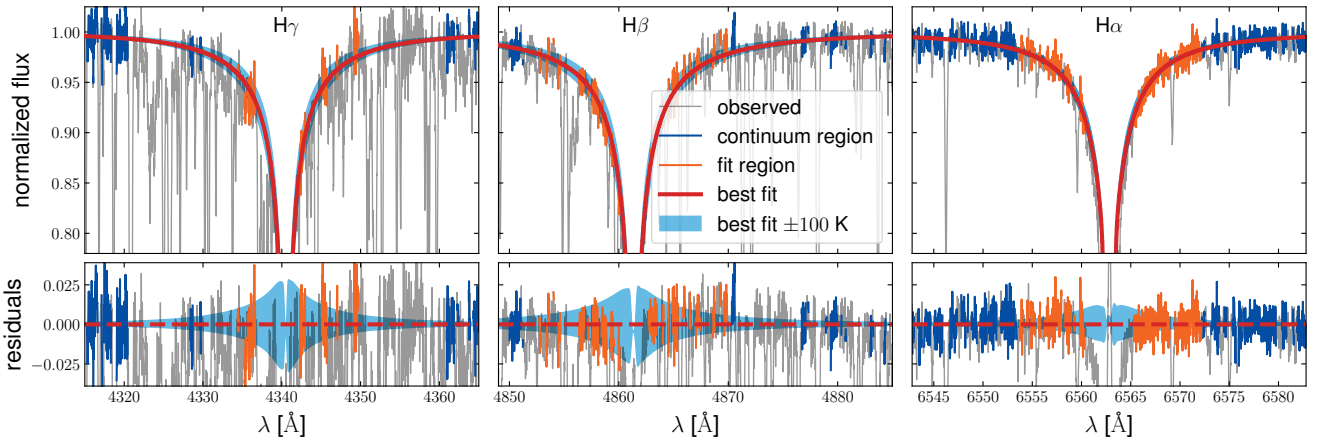 Hγ
Hβ
Hα
normalized flux
1.00
0.95
0.90
0.85
0.80
observed
continuum region
fit region
best fit
best fit ±100 K
residuals
0.025
0.000
−0.025
4320 4330 4340 4350 4360
4850 4860 4870 4880
6545 6550 6555 6560 6565 6570 6575 6580
λ [Å]
λ [Å]
λ [Å]